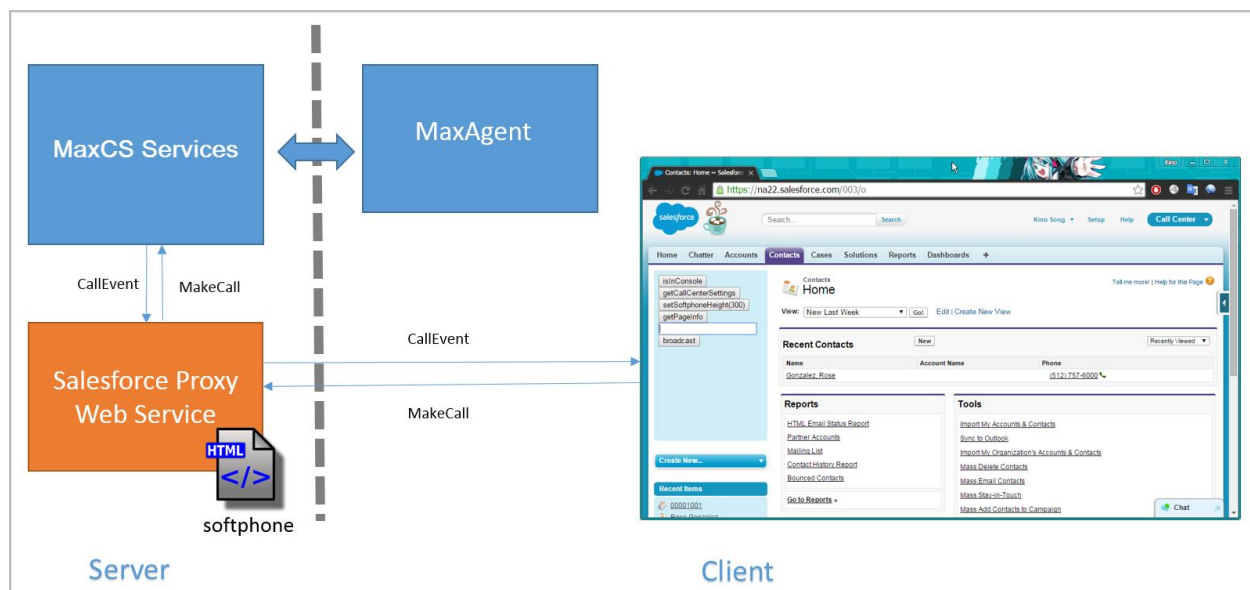 MaxCS Services
MaxAgent
CallEvent
MakeCall
Salesforce Proxy
Web Service
HTML
</>
softphone
CallEvent
MakeCall
Server
Client
Kino
Contacts: Home ~ Salesforc
https://na22.salesforce.com/003/o
salesforce
Search...
Search
Kino Song
Setup
Help
Call Center
Home Chatter Accounts Contacts Cases Solutions Reports Dashboards +
isInConsole
getCallCenterSettings
setSoftphoneHeight(300)
getPageInfo
broadcast
Create New...
Recent Items
00001001
Rose Gonzalez
Contacts
Home
Tell me more! | Help for this Page
View: New Last Week Go! Edit | Create New View
Recent Contacts New Recently Viewed
Name Account Name Phone
Gonzalez, Rose (512) 757-6000
Reports
HTML Email Status Report
Partner Accounts
Mailing List
Contact History Report
Bounced Contacts
Go to Reports »
Tools
Import My Accounts & Contacts
Sync to Outlook
Import My Organization's Accounts & Contacts
Mass Delete Contacts
Mass Email Contacts
Mass Stay-in-Touch
Mass Add Contacts to Campaign
Chat